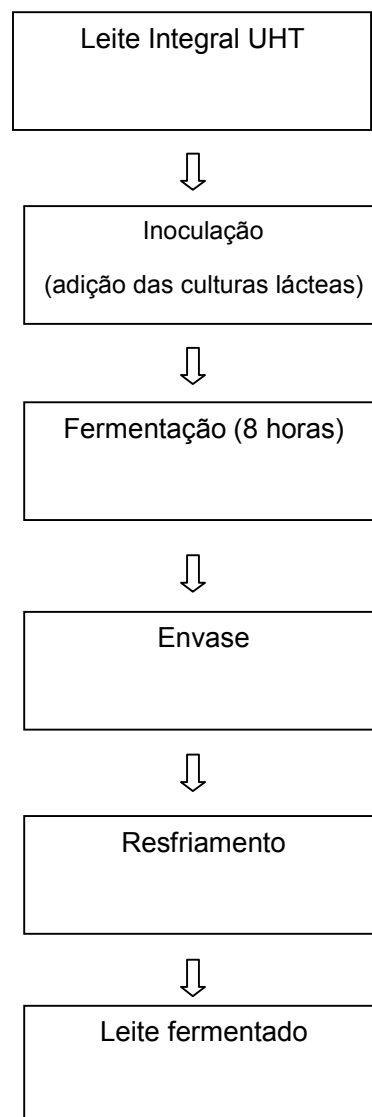 Leite Integral UHT
Inoculação
(adição das culturas lácteas)
Fermentação (8 horas)
Envase
Resfriamento
Leite fermentado